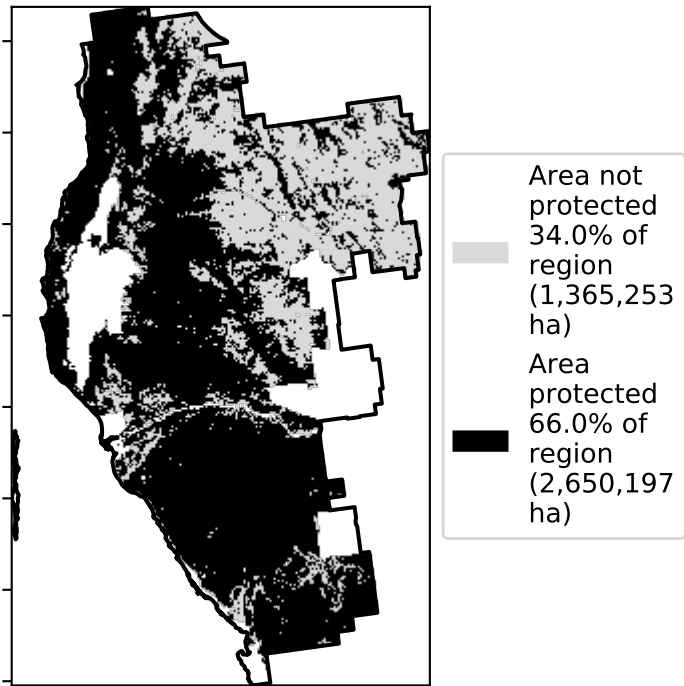 Area not
protected
34.0% of
region
(1,365,253
ha)
Area
protected
66.0% of
region
(2,650,197
ha)